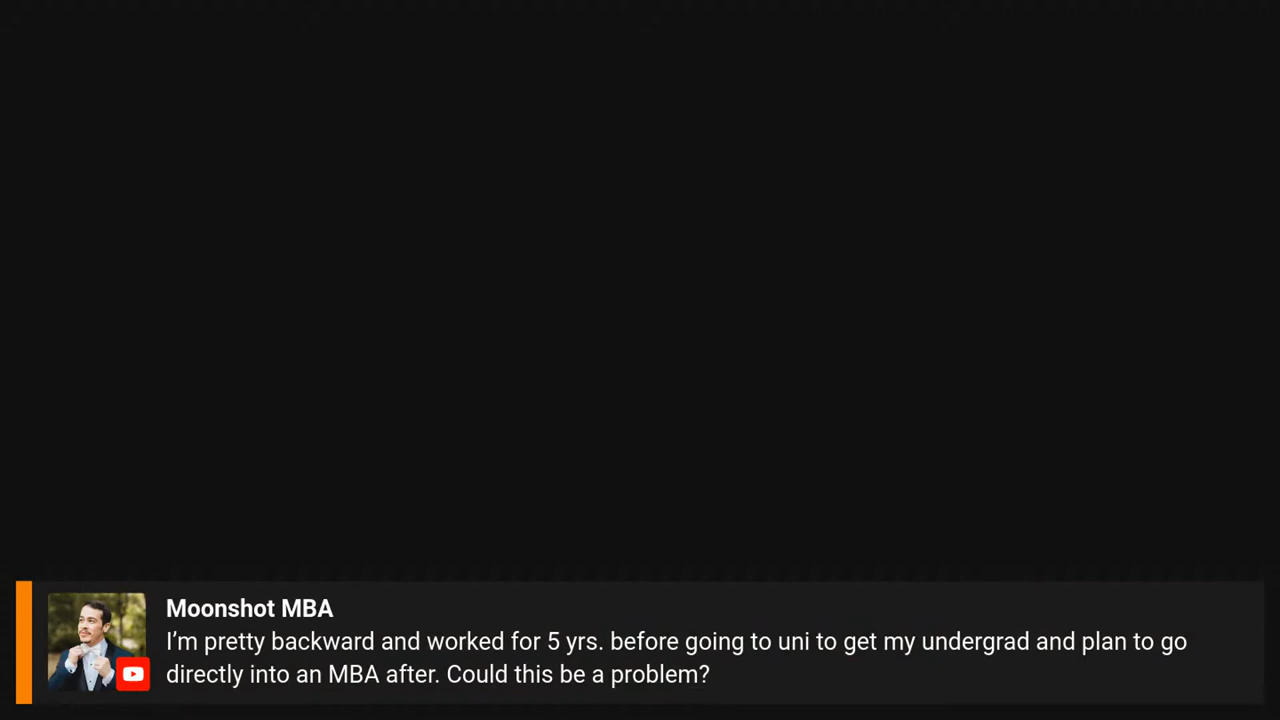 Moonshot MBA
I’m pretty backward and worked for 5 yrs. before going to uni to get my undergrad and plan to go
directly into an MBA after. Could this be a problem?